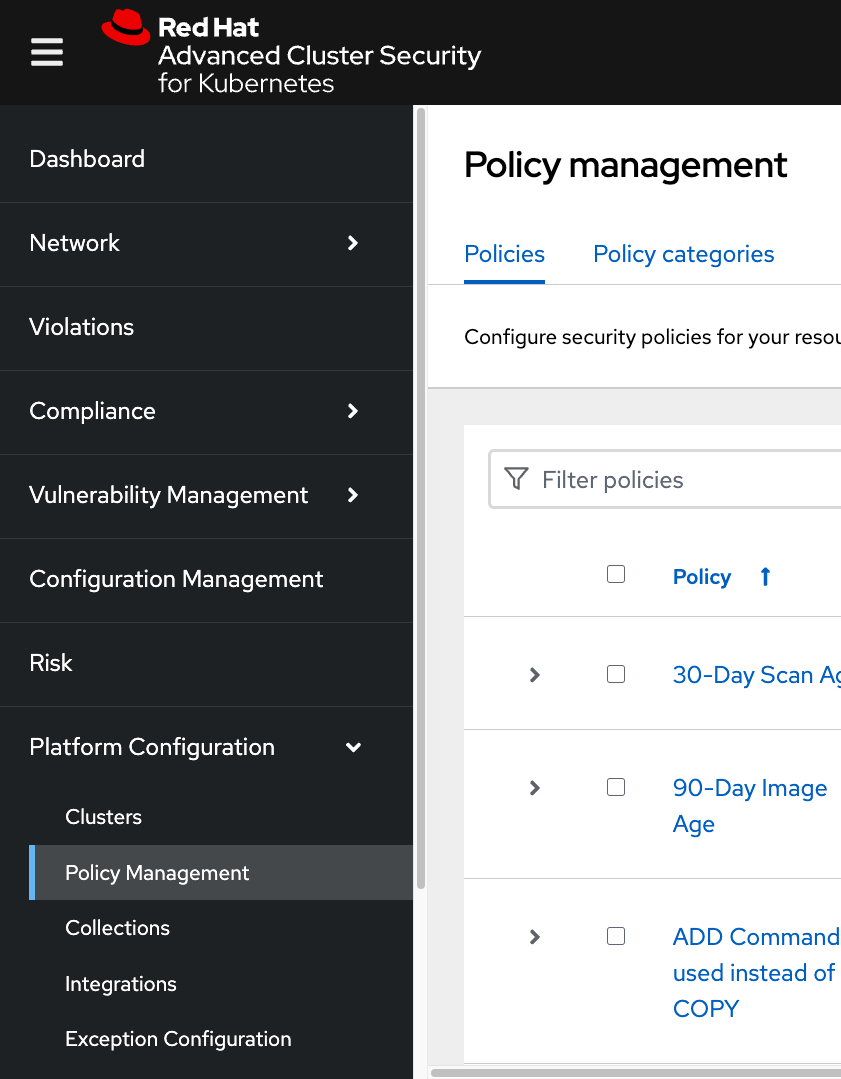 Red Hat
Advanced Cluster Security
for Kubernetes
Dashboard
Network
Violations
Compliance
Vulnerability Management
Configuration Management
Risk
Platform Configuration
Clusters
Policy Management
Collections
Integrations
Exception Configuration
Policy management
Policies
Policy categories
Configure security policies for your resou
Filter policies
Policy
30-Day Scan Ag
90-Day Image
Age
ADD Command
used instead of
COPY